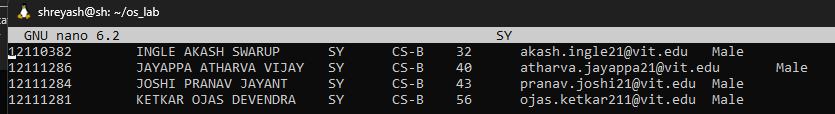 shreyash@sh: ~/os_lab
GNU nano 6.2 SY
12110382 INGLE AKASH SWARUP SY CS-B 32 akash.ingle21@vit.edu Male
12111286 JAYAPPA ATHARVA VIJAY SY CS-B 40 atharva.jayappa21@vit.edu Male
12111284 JOSHI PRANAV JAYANT SY CS-B 43 pranav.joshi21@vit.edu Male
12111281 KETKAR OJAS DEVENDRA SY CS-B 56 ojas.ketkar211@vit.edu Male